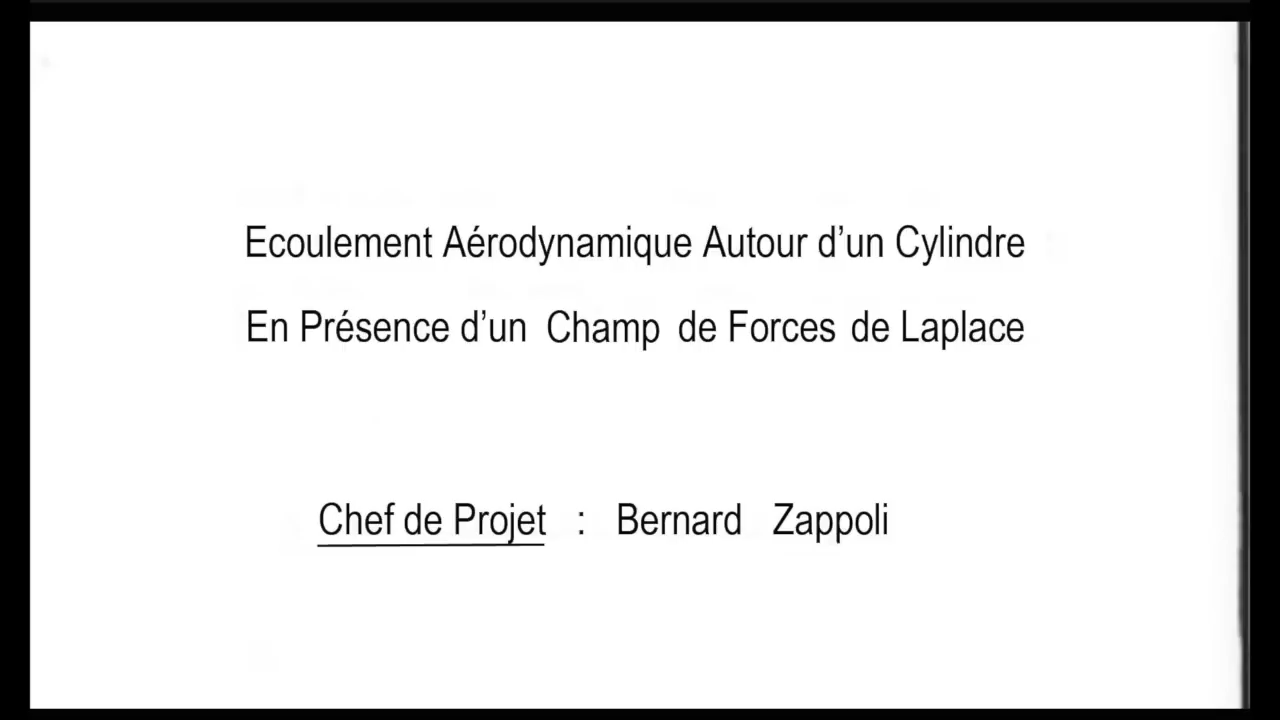 Ecoulement Aérodynamique Autour d’un Cylindre
En Présence d’un Champ de Forces de Laplace
Chef de Projet : Bernard Zappoli